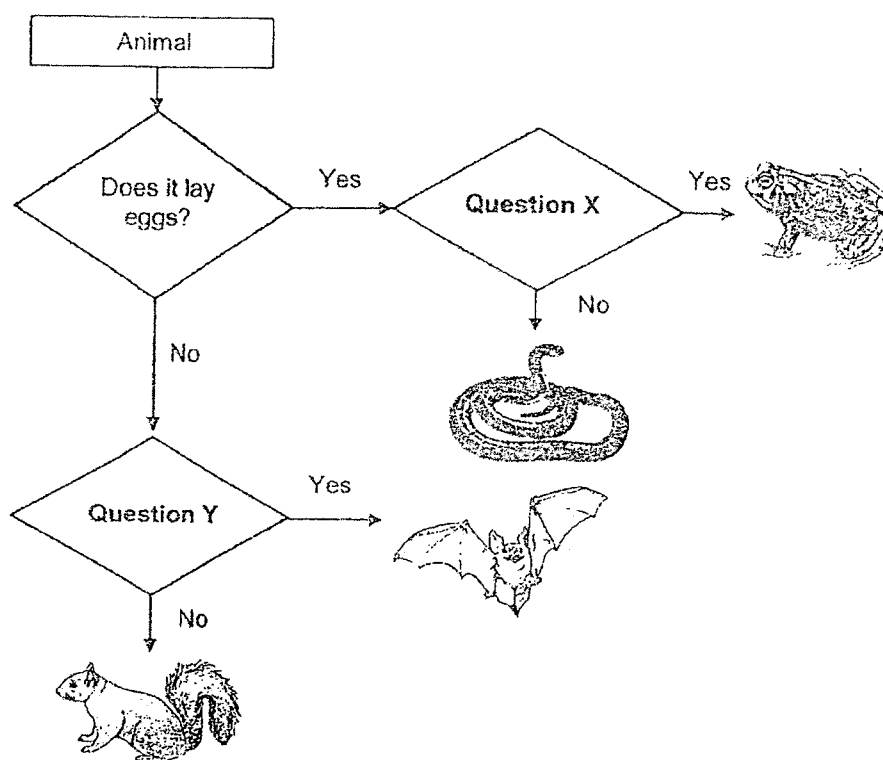 Animal
Does it lay
eggs?
Yes
Question X
Yes
No
No
Question Y
Yes
No